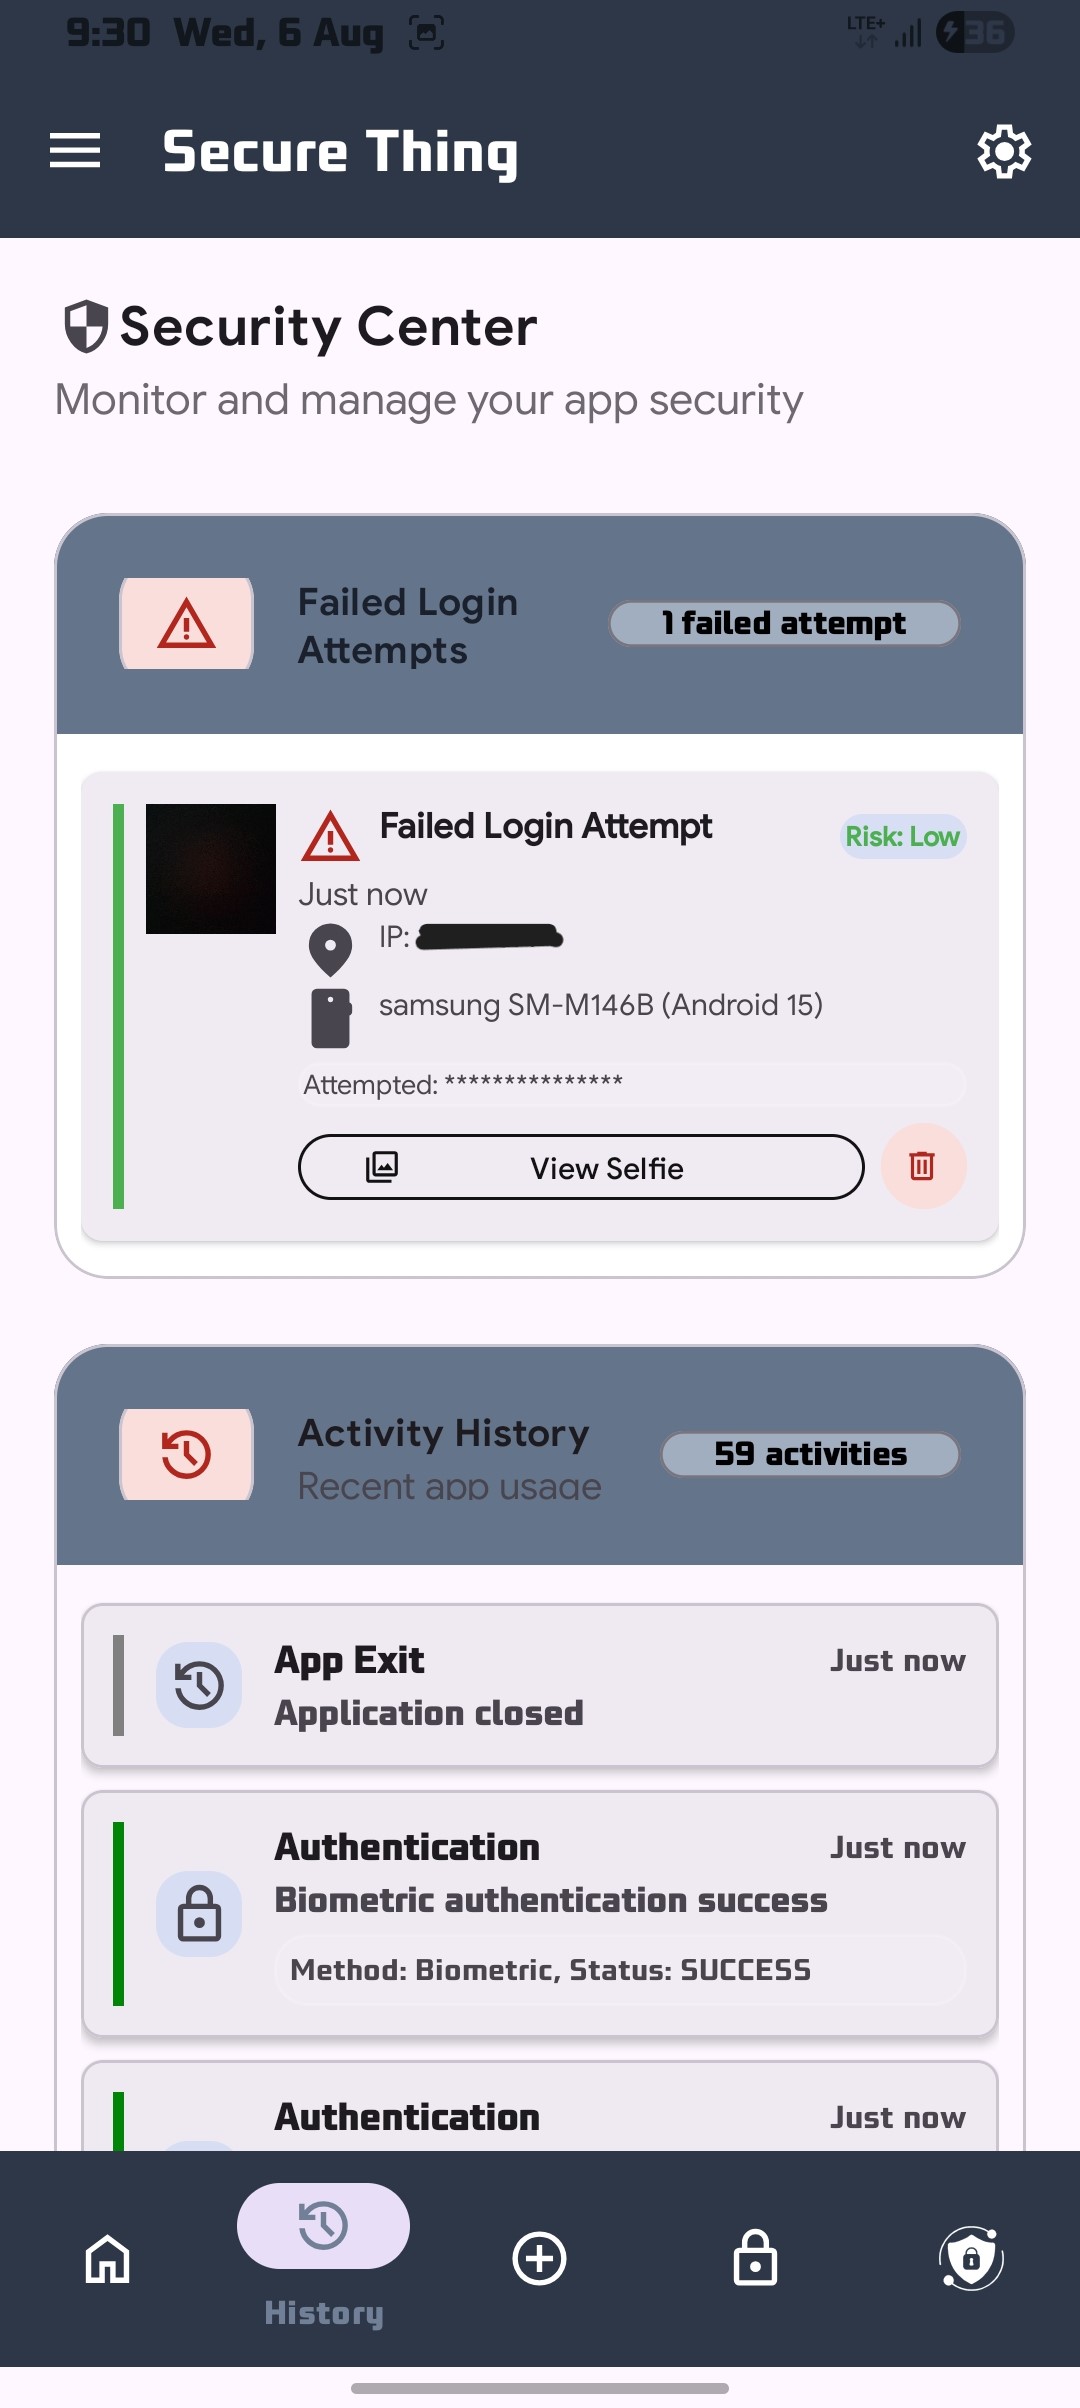 9:30 Wed, 6 Aug
LTE+
36
Secure Thing
Security Center
Monitor and manage your app security
Failed Login
Attempts
1 failed attempt
Failed Login Attempt
Risk: Low
Just now
IP:
samsung SM-M146B (Android 15)
Attempted: ***************
View Selfie
Activity History
59 activities
Recent app usage
App Exit
Just now
Application closed
Authentication
Just now
Biometric authentication success
Method: Biometric, Status: SUCCESS
Authentication
Just now
History